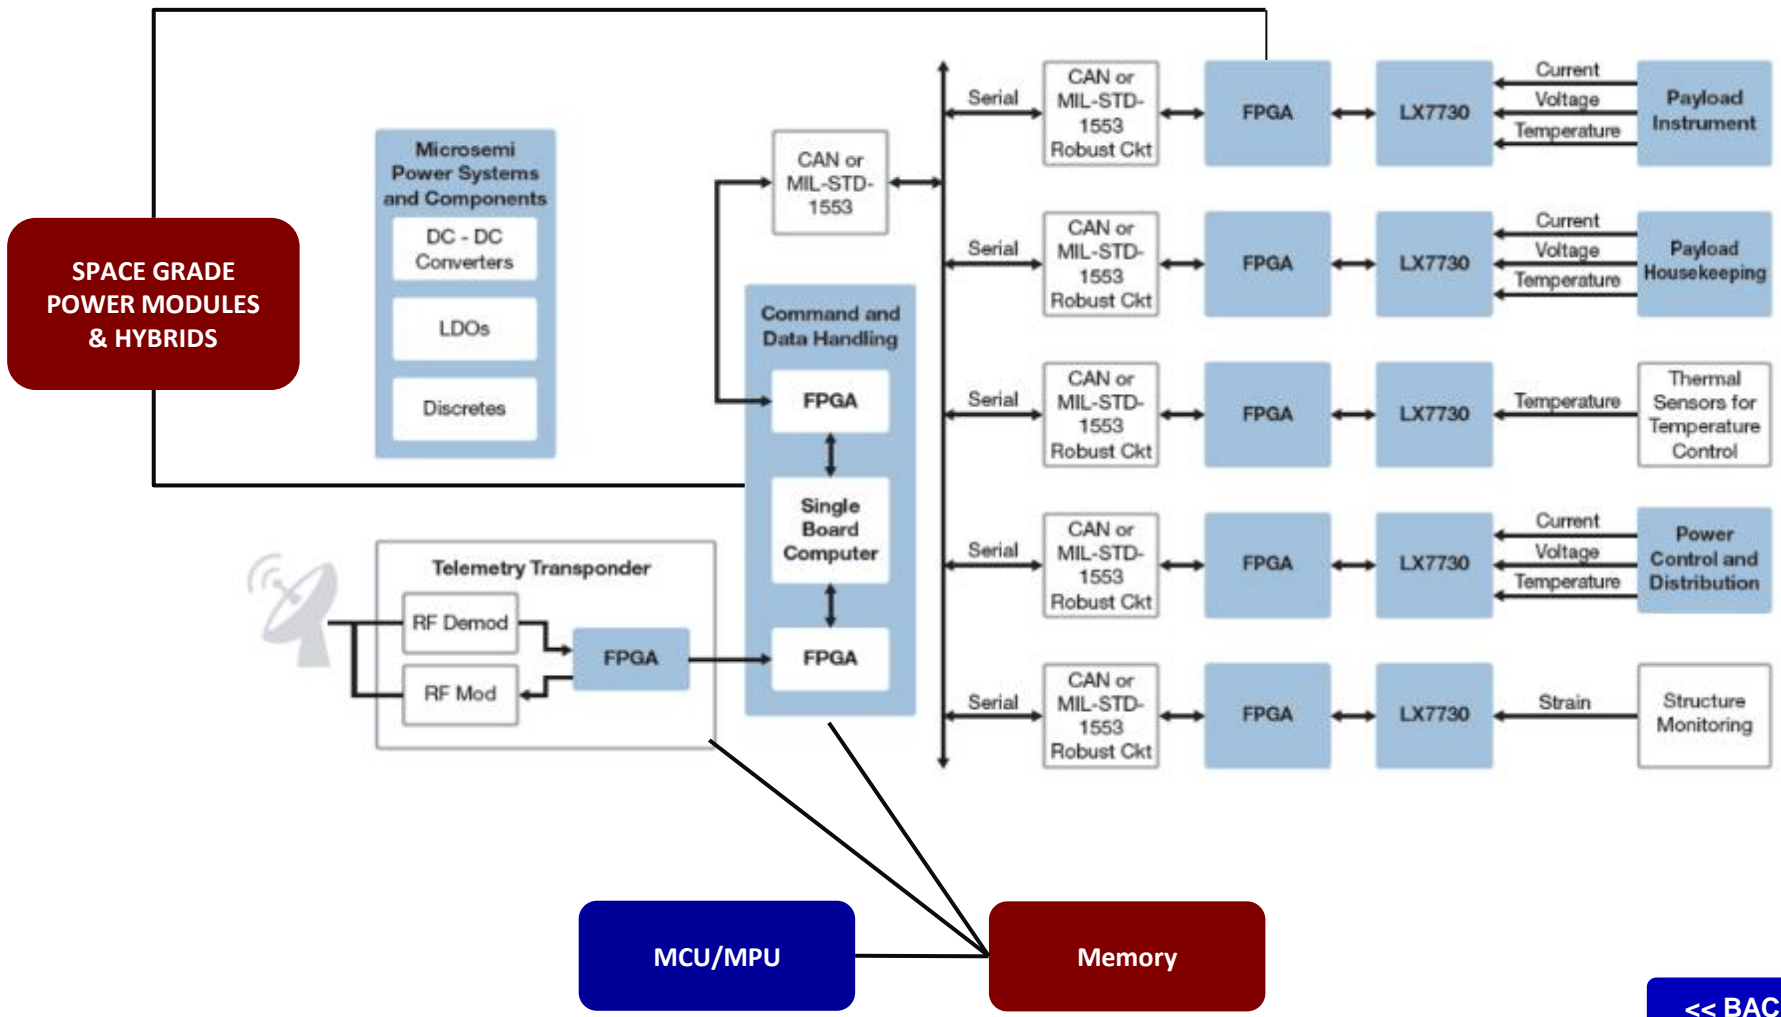 SPACE GRADE
POWER MODULES
& HYBRIDS
Microsemi
Power Systems
and Components
DC - DC
Converters
LDOs
Discretes
CAN or
MIL-STD-
1553
Command and
Data Handling
FPGA
Single
Board
Computer
FPGA
Telemetry Transponder
RF Demod
RF Mod
FPGA
Serial
CAN or
MIL-STD-
1553
Robust Ckt
FPGA
LX7730
Current
Voltage
Temperature
Payload
Instrument
Serial
CAN or
MIL-STD-
1553
Robust Ckt
FPGA
LX7730
Current
Voltage
Temperature
Payload
Housekeeping
Serial
CAN or
MIL-STD-
1553
Robust Ckt
FPGA
LX7730
Temperature
Thermal
Sensors for
Temperature
Control
Serial
CAN or
MIL-STD-
1553
Robust Ckt
FPGA
LX7730
Current
Voltage
Temperature
Power
Control and
Distribution
Serial
CAN or
MIL-STD-
1553
Robust Ckt
FPGA
LX7730
Strain
Structure
Monitoring
MCU/MPU
Memory
<< BAC